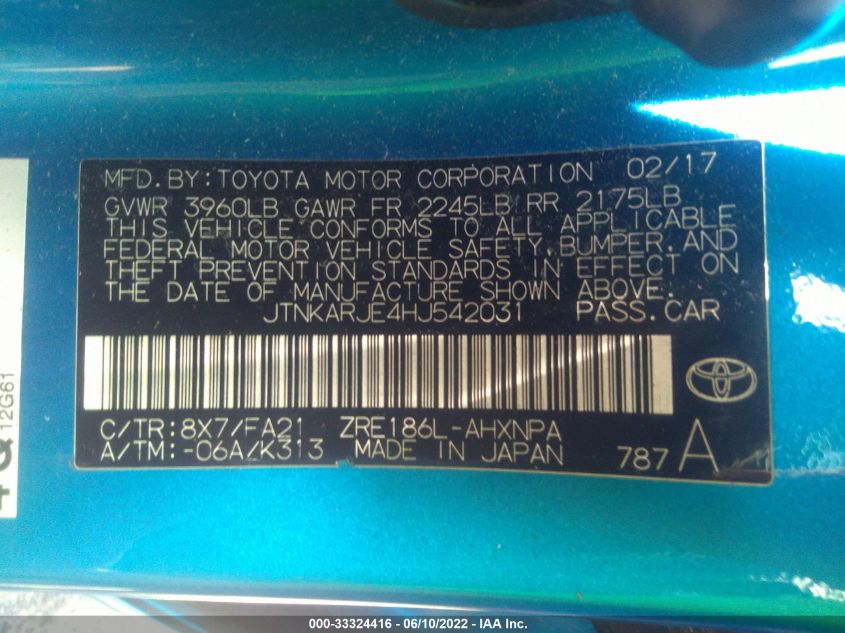 MFD.BY:TOYOTA MOTOR CORPORATION 02/17
GVWR 3960LB GAWR FR 2245LB RR 2175LB
THIS VEHICLE CONFORMS TO ALL APPLICABLE
FEDERAL MOTOR VEHICLE SAFETY,BUMPER,AND
THEFT PREVENTION STANDARDS IN EFFECT ON
THE DATE OF MANUFACTURE SHOWN ABOVE.
JTNKARJE4HJ542031 PASS.CAR
C/TR:8X7/FA21 ZRE186L-AHXNPA
A/TM:-06A/K313 MADE IN JAPAN 787 A
12G61
000-33324416 - 06/10/2022 - IAA Inc.